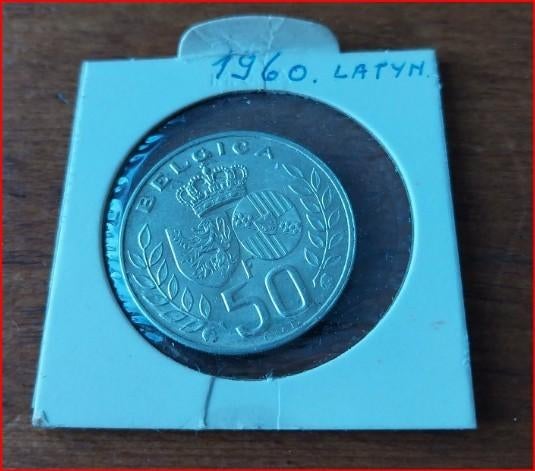 1960. LATYN.
BELGICA
50 F